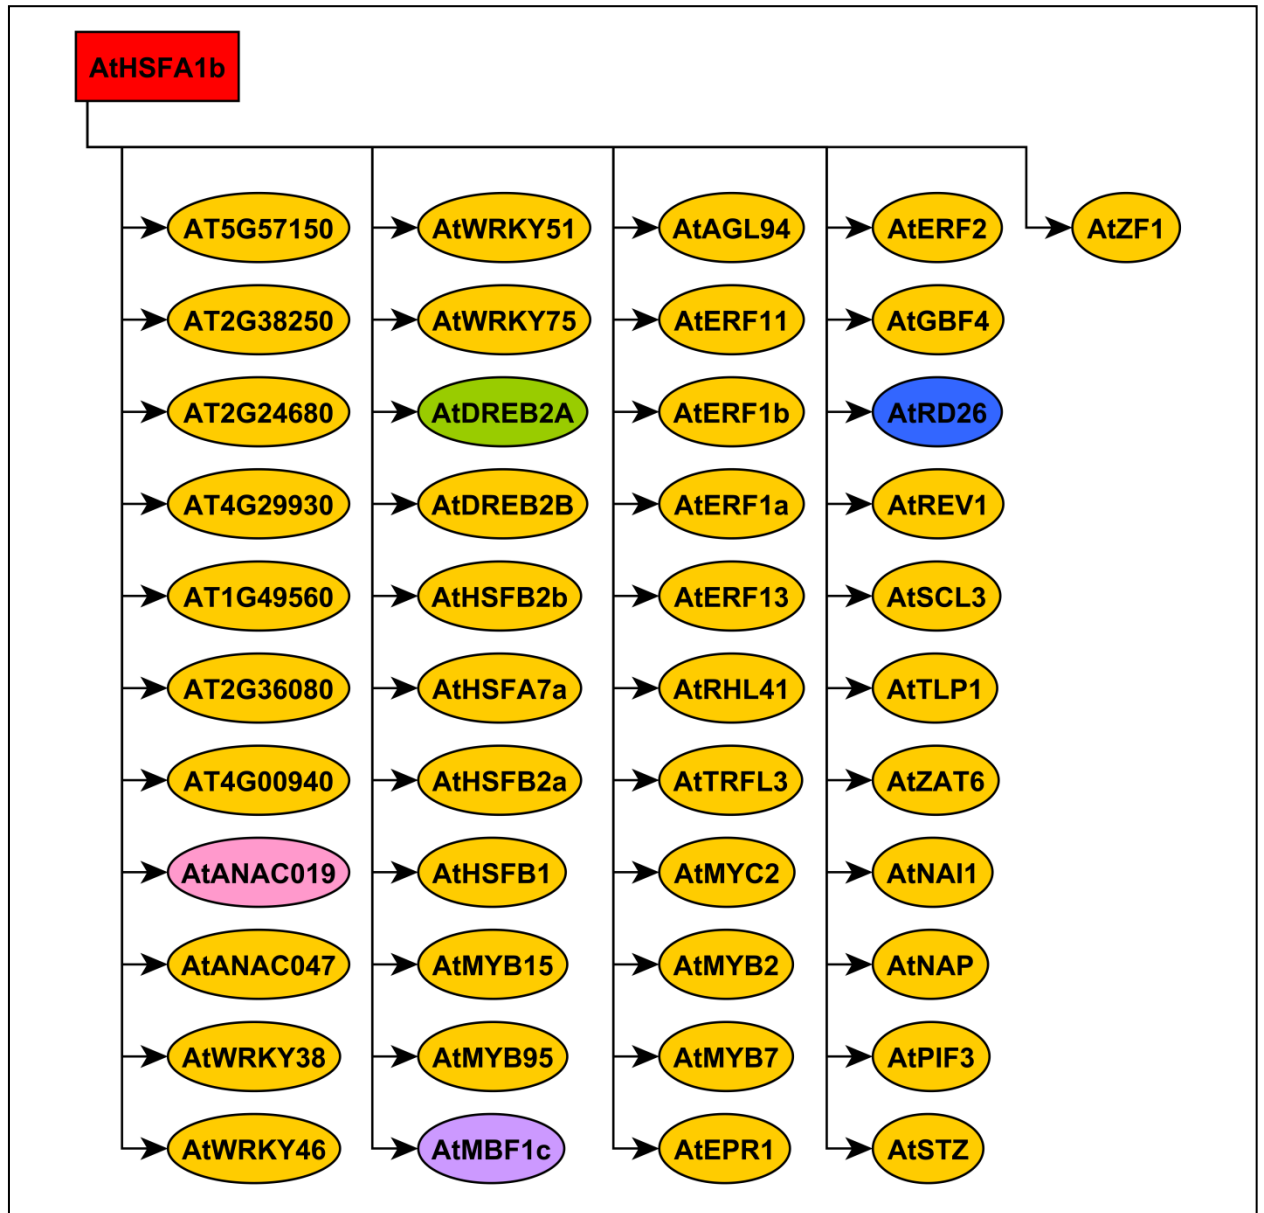 AtHSFA1b
AT5G57150
AT2G38250
AT2G24680
AT4G29930
AT1G49560
AT2G36080
AT4G00940
AtANAC019
AtANAC047
AtWRKY38
AtWRKY46
AtWRKY51
AtWRKY75
AtDREB2A
AtDREB2B
AtHSFB2b
AtHSFA7a
AtHSFB2a
AtHSFB1
AtMYB15
AtMYB95
AtMBF1c
AtAGL94
AtERF11
AtERF1b
AtERF1a
AtERF13
AtRHL41
AtTRFL3
AtMYC2
AtMYB2
AtMYB7
AtEPR1
AtERF2
AtGBF4
AtRD26
AtREV1
AtSCL3
AtTLP1
AtZAT6
AtNAI1
AtNAP
AtPIF3
AtSTZ
AtZF1